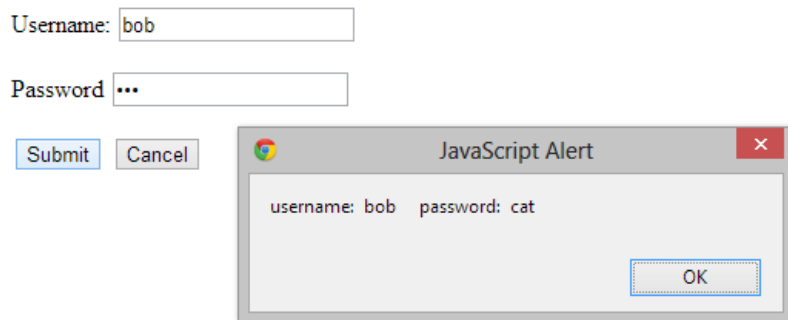 Username: bob
Password •••
Submit Cancel
JavaScript Alert
username: bob password: cat
OK